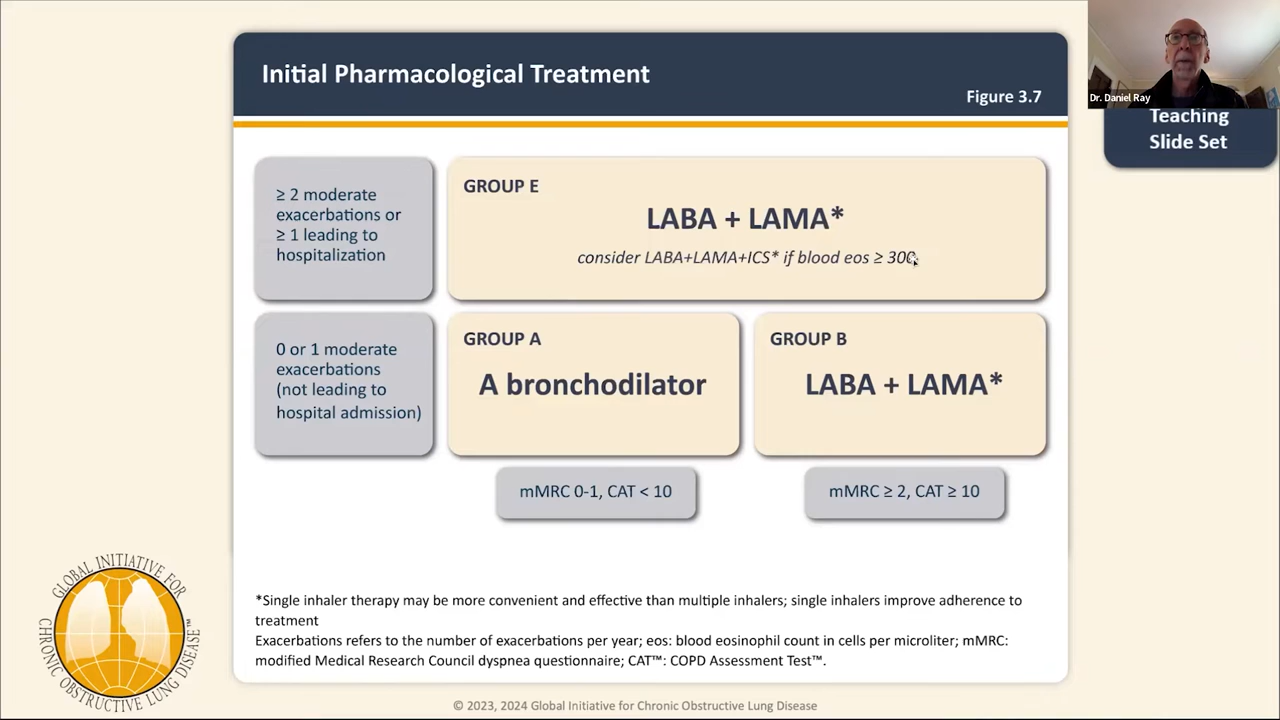 Initial Pharmacological Treatment
Figure 3.7
Dr. Daniel Ray
Teaching
Slide Set
≥ 2 moderate
exacerbations or
≥ 1 leading to
hospitalization
GROUP E
LABA + LAMA*
consider LABA+LAMA+ICS* if blood eos ≥ 300
0 or 1 moderate
exacerbations
(not leading to
hospital admission)
GROUP A
A bronchodilator
GROUP B
LABA + LAMA*
mMRC 0-1, CAT < 10
mMRC ≥ 2, CAT ≥ 10
*Single inhaler therapy may be more convenient and effective than multiple inhalers; single inhalers improve adherence to
treatment
Exacerbations refers to the number of exacerbations per year; eos: blood eosinophil count in cells per microliter; mMRC:
modified Medical Research Council dyspnea questionnaire; CAT™: COPD Assessment Test™.
GLOBAL INITIATIVE FOR
CHRONIC OBSTRUCTIVE LUNG DISEASE™
© 2023, 2024 Global Initiative for Chronic Obstructive Lung Disease